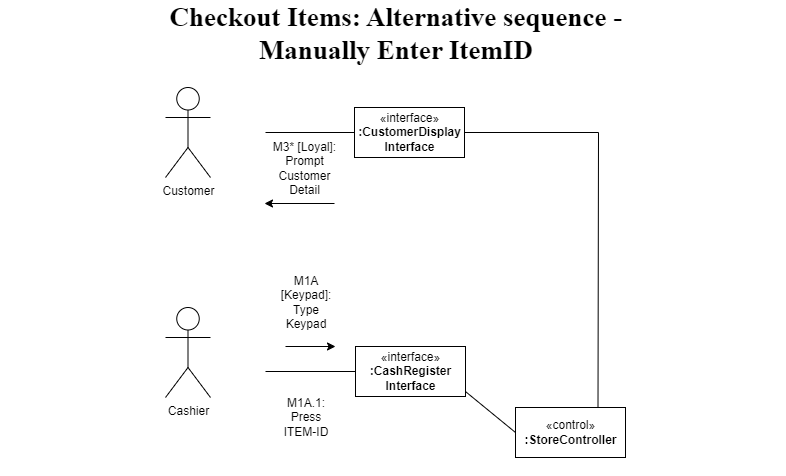 Checkout Items: Alternative sequence -
Manually Enter ItemID
«interface»
:CustomerDisplay
Interface
M3* [Loyal]:
Prompt
Customer
Detail
Customer
M1A
[Keypad]:
Type
Keypad
«interface»
:CashRegister
Interface
M1A.1:
Press
ITEM-ID
Cashier
«control»
:StoreController